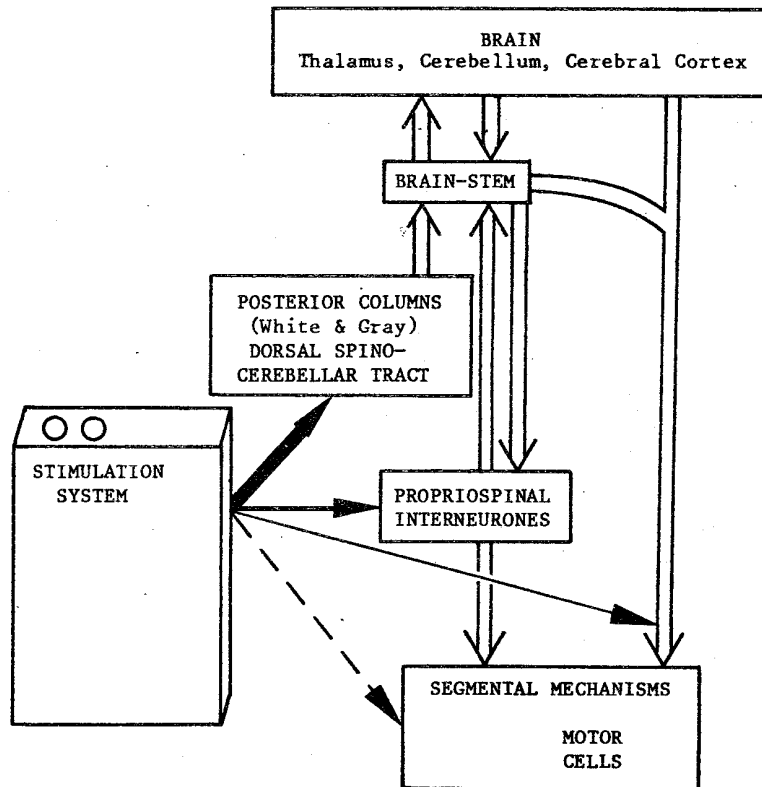 BRAIN
Thalamus, Cerebellum, Cerebral Cortex
BRAIN-STEM
POSTERIOR COLUMNS
(White & Gray)
DORSAL SPINO-
CEREBELLAR TRACT
STIMULATION
SYSTEM
PROPRIOSPINAL
INTERNEURONES
SEGMENTAL MECHANISMS
MOTOR
CELLS